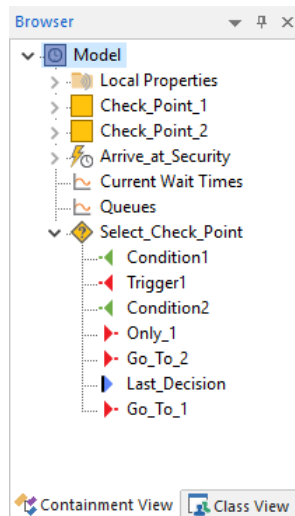 Browser
Model
Local Properties
Check_Point_1
Check_Point_2
Arrive_at_Security
Current Wait Times
Queues
Select_Check_Point
Condition1
Trigger1
Condition2
Only_1
Go_To_2
Last_Decision
Go_To_1
Containment View Class View